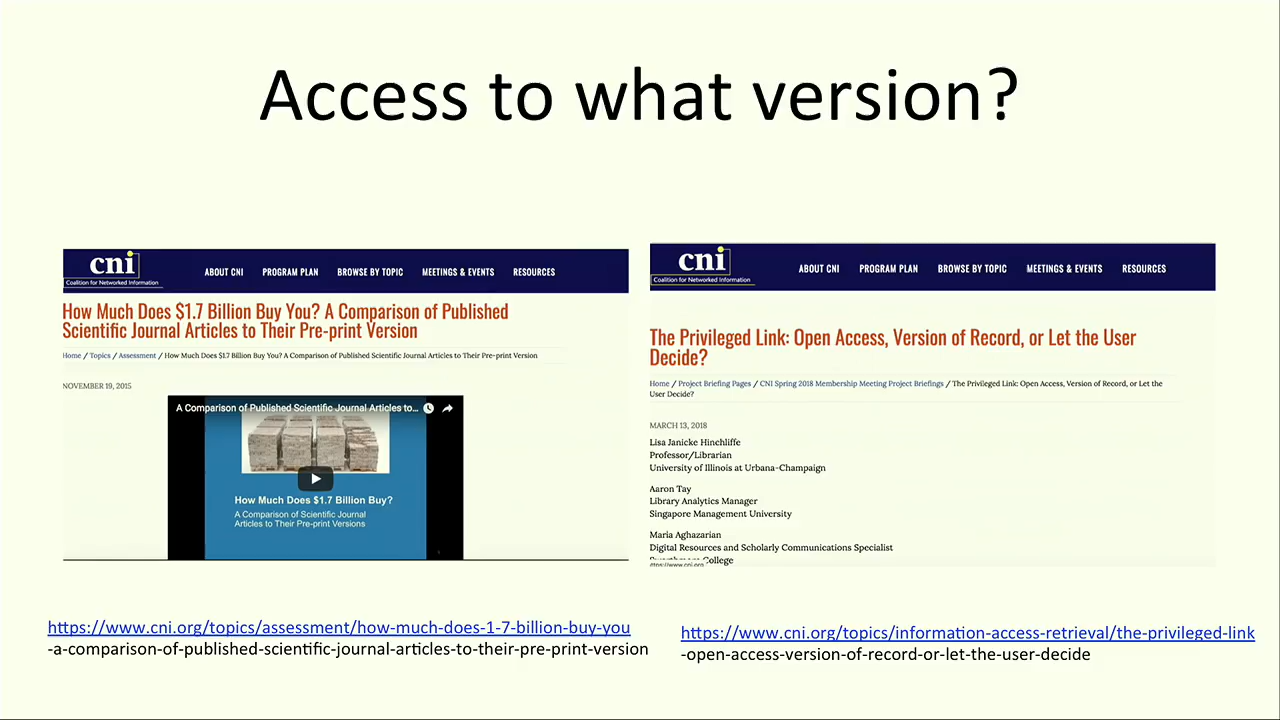 Access to what version?
cni
Coalition for Networked Information
ABOUT CNI PROGRAM PLAN BROWSE BY TOPIC MEETINGS & EVENTS RESOURCES
How Much Does $1.7 Billion Buy You? A Comparison of Published
Scientific Journal Articles to Their Pre-print Version
Home / Topics / Assessment / How Much Does $1.7 Billion Buy You? A Comparison of Published Scientific Journal Articles to Their Pre-print Version
NOVEMBER 19, 2015
A Comparison of Published Scientific Journal Articles to...
How Much Does $1.7 Billion Buy?
A Comparison of Scientific Journal
Articles to Their Pre-print Versions
https://www.cni.org/topics/assessment/how-much-does-1-7-billion-buy-you
-a-comparison-of-published-scientific-journal-articles-to-their-pre-print-version
cni
Coalition for Networked Information
ABOUT CNI PROGRAM PLAN BROWSE BY TOPIC MEETINGS & EVENTS RESOURCES
The Privileged Link: Open Access, Version of Record, or Let the User
Decide?
Home / Project Briefing Pages / CNI Spring 2018 Membership Meeting Project Briefings / The Privileged Link: Open Access, Version of Record, or Let the
User Decide?
MARCH 13, 2018
Lisa Janicke Hinchliffe
Professor/Librarian
University of Illinois at Urbana-Champaign
Aaron Tay
Library Analytics Manager
Singapore Management University
Maria Aghazarian
Digital Resources and Scholarly Communications Specialist
College
https://www.cni.org/topics/information-access-retrieval/the-privileged-link
-open-access-version-of-record-or-let-the-user-decide